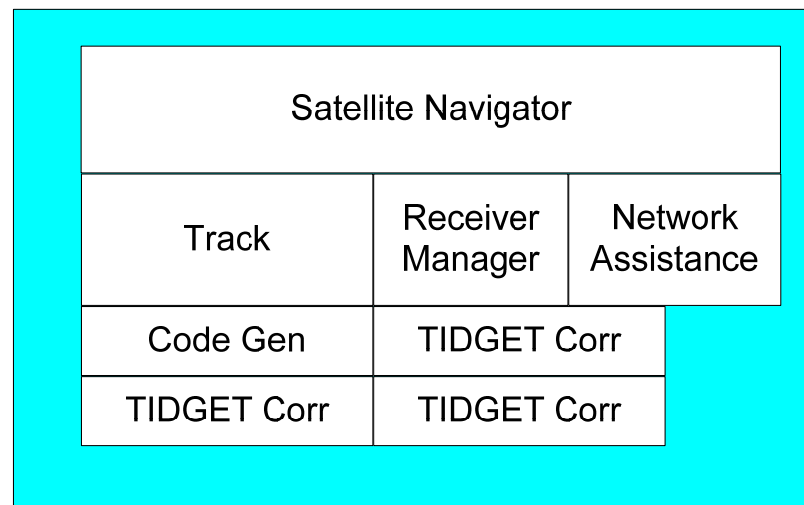 Satellite Navigator
Track
Receiver
Manager
Network
Assistance
Code Gen
TIDGET Corr
TIDGET Corr
TIDGET Corr